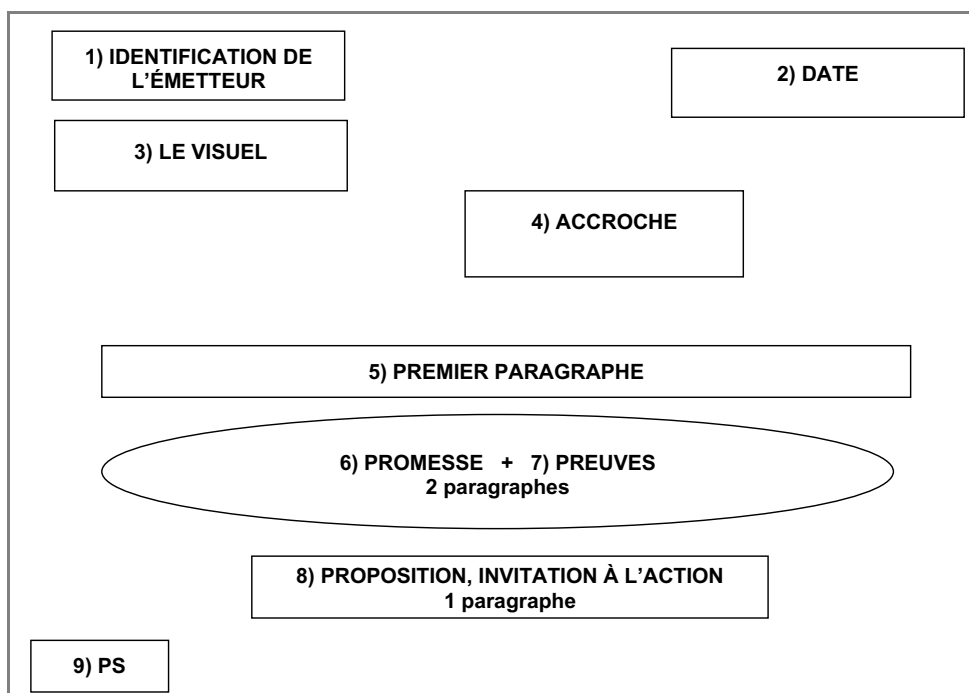 1) IDENTIFICATION DE
L’ÉMETTEUR
2) DATE
3) LE VISUEL
4) ACCROCHE
5) PREMIER PARAGRAPHE
6) PROMESSE + 7) PREUVES
2 paragraphes
8) PROPOSITION, INVITATION À L’ACTION
1 paragraphe
9) PS